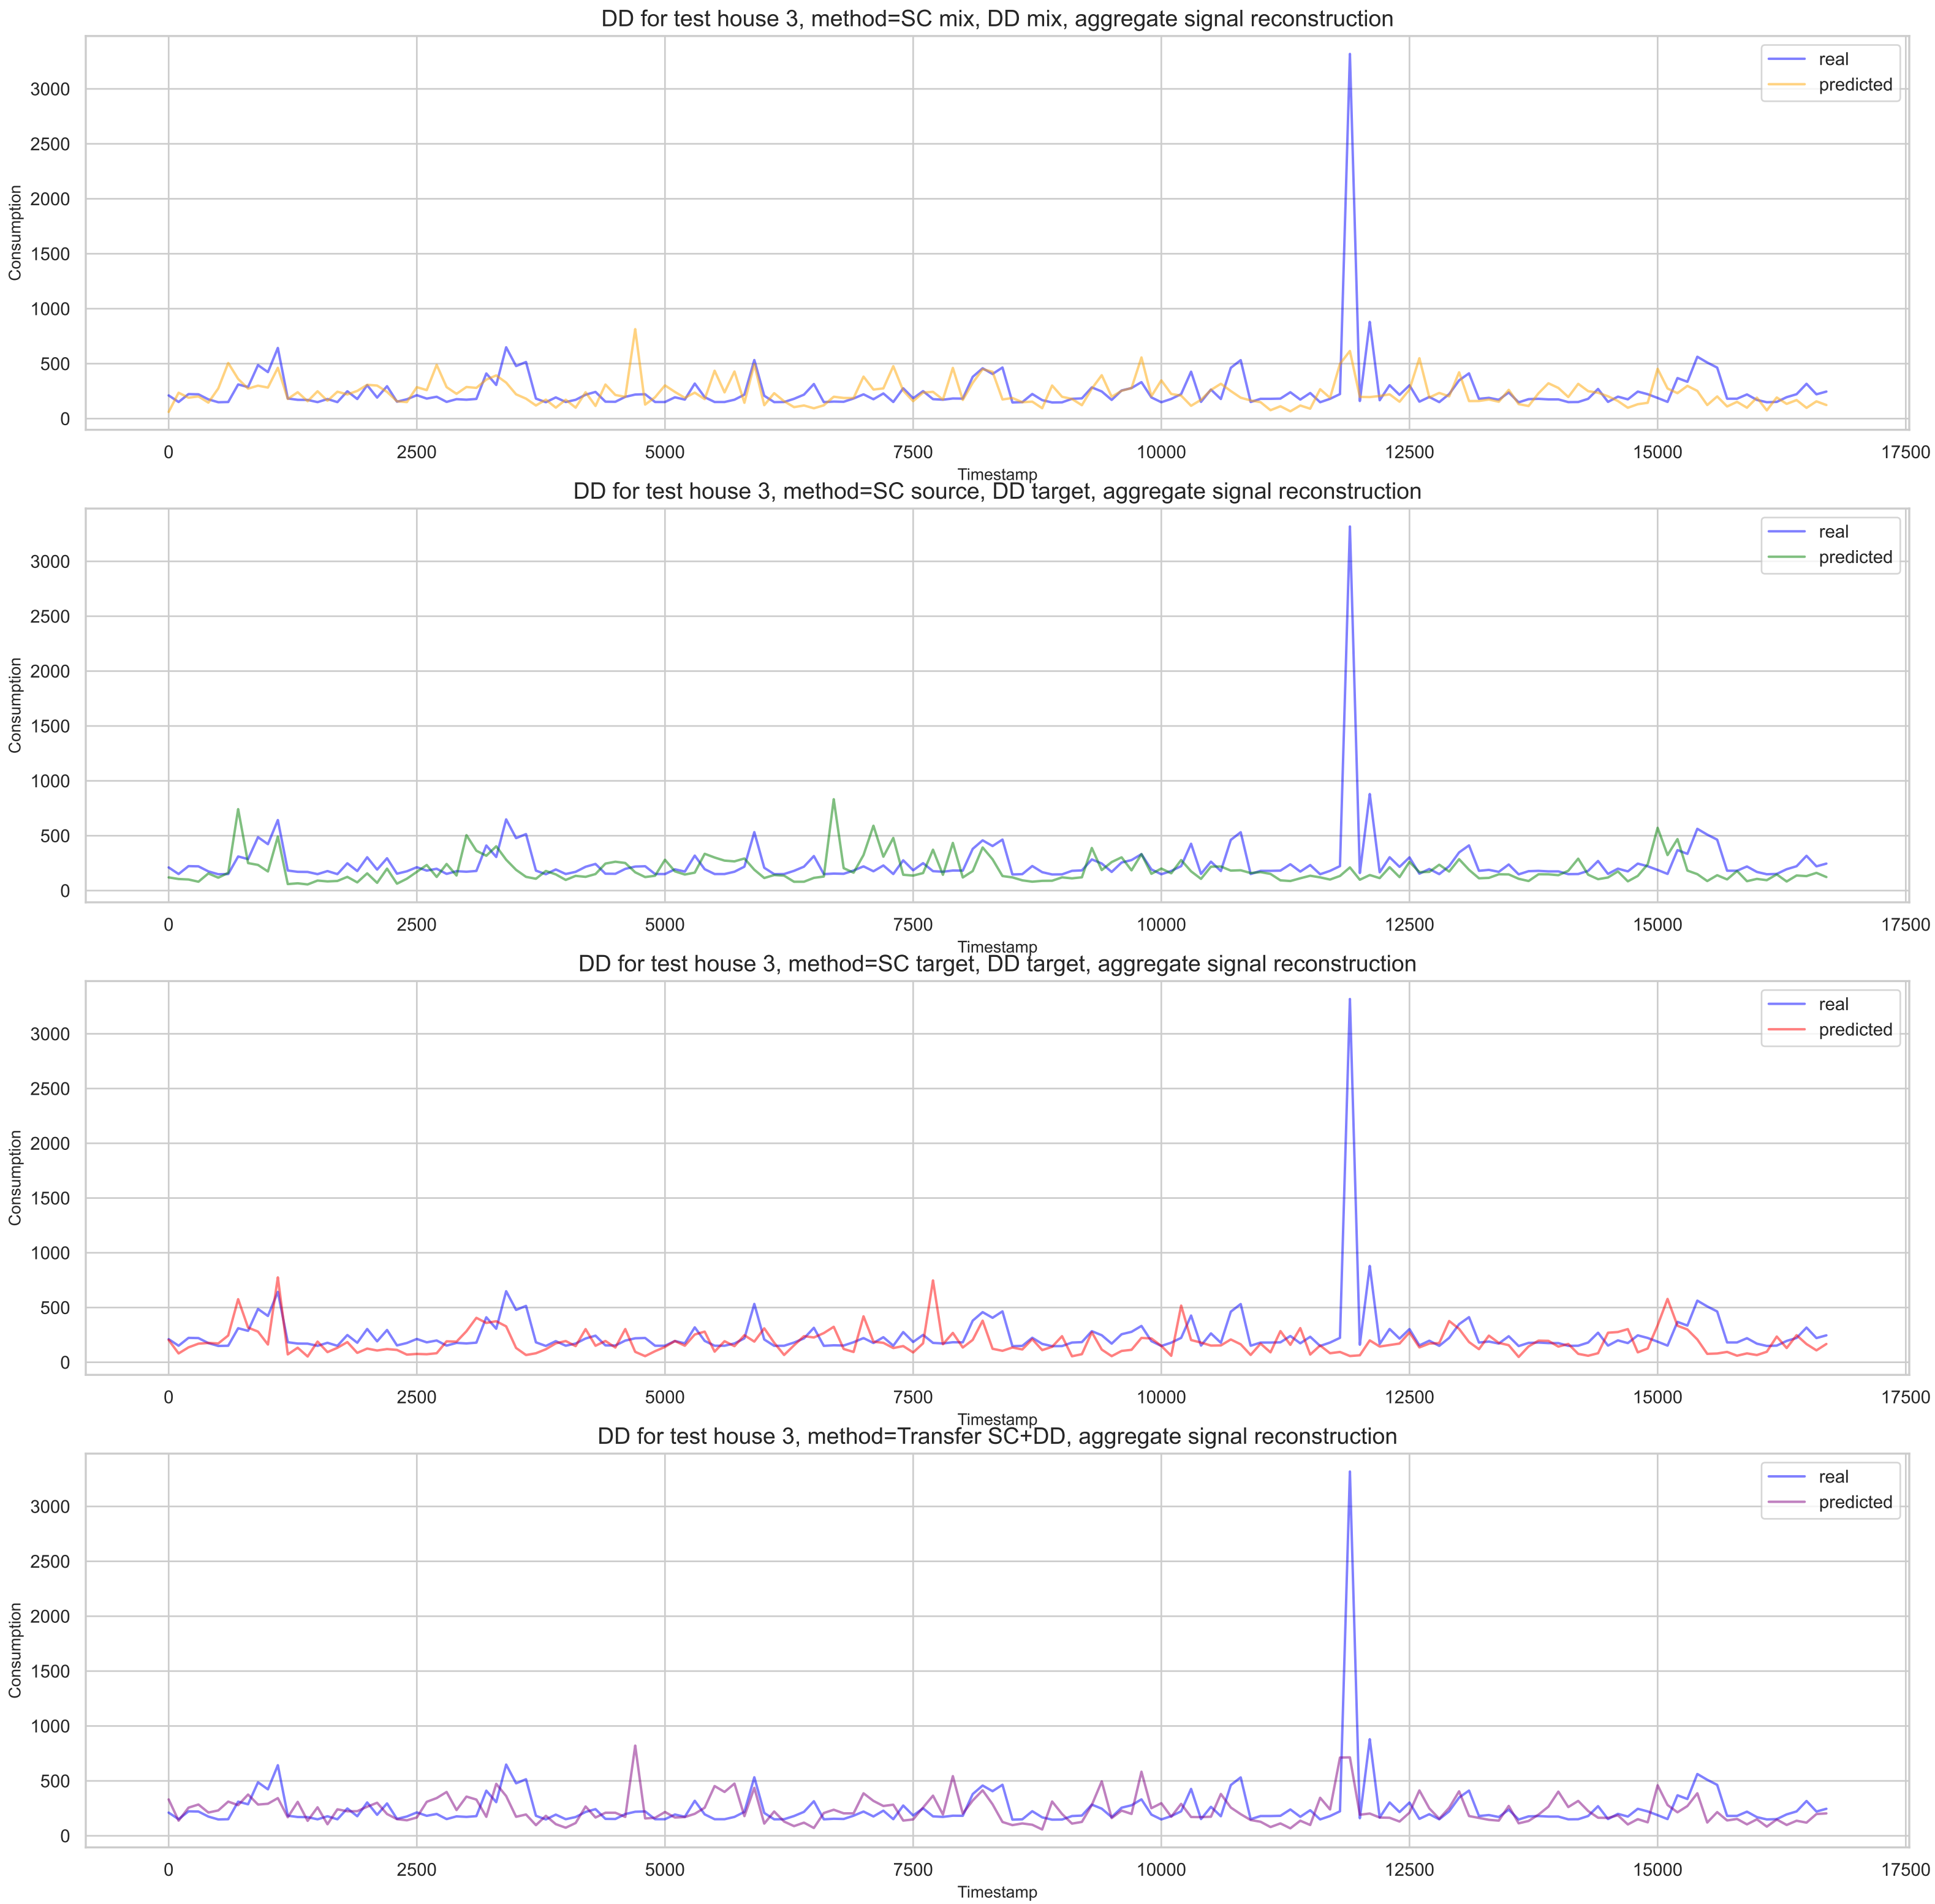 DD for test house 3, method=SC mix, DD mix, aggregate signal reconstruction
real
predicted
3000
2500
2000
1500
1000
500
0
Consumption
0 2500 5000 7500 10000 12500 15000 17500
Timestamp
DD for test house 3, method=SC source, DD target, aggregate signal reconstruction
real
predicted
3000
2500
2000
1500
1000
500
0
Consumption
0 2500 5000 7500 10000 12500 15000 17500
Timestamp
DD for test house 3, method=SC target, DD target, aggregate signal reconstruction
real
predicted
3000
2500
2000
1500
1000
500
0
Consumption
0 2500 5000 7500 10000 12500 15000 17500
Timestamp
DD for test house 3, method=Transfer SC+DD, aggregate signal reconstruction
real
predicted
3000
2500
2000
1500
1000
500
0
Consumption
0 2500 5000 7500 10000 12500 15000 17500
Timestamp